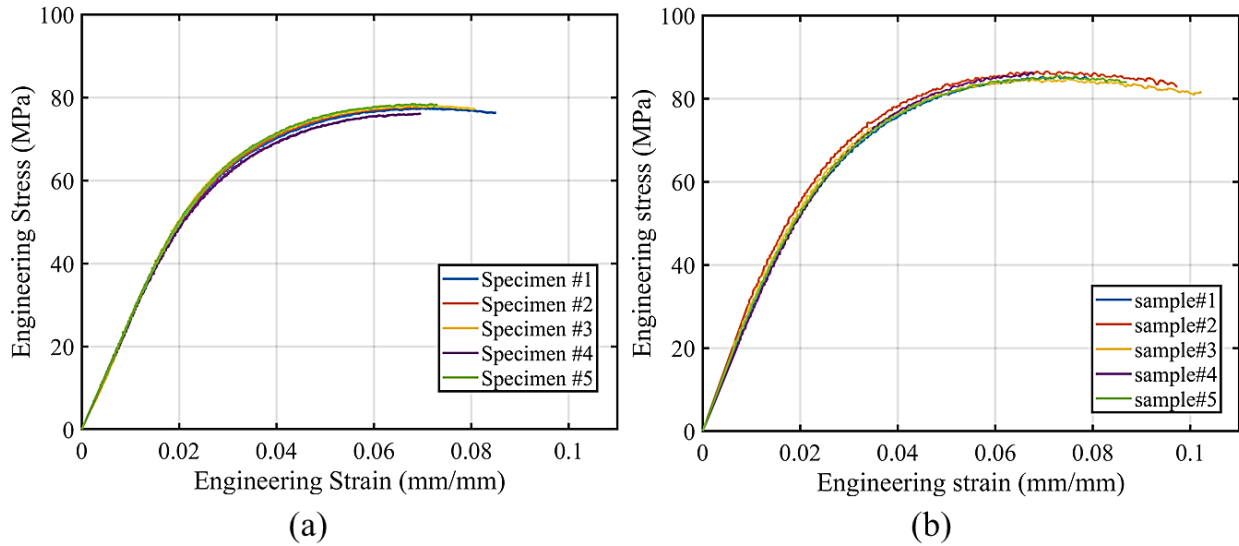 100
80
60
40
20
0
Engineering Stress (MPa)
Specimen #1
Specimen #2
Specimen #3
Specimen #4
Specimen #5
0 0.02 0.04 0.06 0.08 0.1
Engineering Strain (mm/mm)
(a)
100
80
60
40
20
0
Engineering stress (MPa)
sample#1
sample#2
sample#3
sample#4
sample#5
0 0.02 0.04 0.06 0.08 0.1
Engineering strain (mm/mm)
(b)